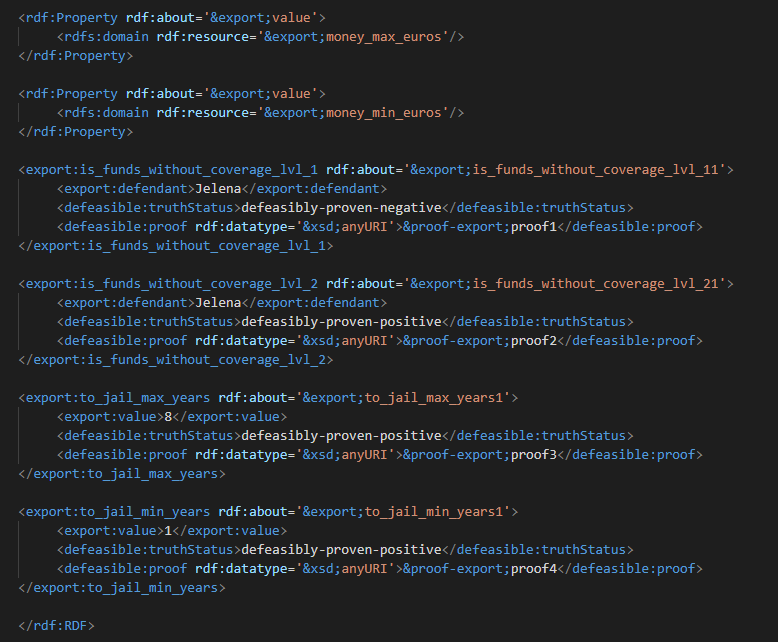 <rdf:Property rdf:about='&export;value'>
<rdfs:domain rdf:resource='&export;money_max_euros'/>
</rdf:Property>
<rdf:Property rdf:about='&export;value'>
<rdfs:domain rdf:resource='&export;money_min_euros'/>
</rdf:Property>
<export:is_funds_without_coverage_lvl_1 rdf:about='&export;is_funds_without_coverage_lvl_11'>
<export:defendant>Jelena</export:defendant>
<defeasible:truthStatus>defeasibly-proven-negative</defeasible:truthStatus>
<defeasible:proof rdf:datatype='&xsd;anyURI'>&proof-export;proof1</defeasible:proof>
</export:is_funds_without_coverage_lvl_1>
<export:is_funds_without_coverage_lvl_2 rdf:about='&export;is_funds_without_coverage_lvl_21'>
<export:defendant>Jelena</export:defendant>
<defeasible:truthStatus>defeasibly-proven-positive</defeasible:truthStatus>
<defeasible:proof rdf:datatype='&xsd;anyURI'>&proof-export;proof2</defeasible:proof>
</export:is_funds_without_coverage_lvl_2>
<export:to_jail_max_years rdf:about='&export;to_jail_max_years1'>
<export:value>8</export:value>
<defeasible:truthStatus>defeasibly-proven-positive</defeasible:truthStatus>
<defeasible:proof rdf:datatype='&xsd;anyURI'>&proof-export;proof3</defeasible:proof>
</export:to_jail_max_years>
<export:to_jail_min_years rdf:about='&export;to_jail_min_years1'>
<export:value>1</export:value>
<defeasible:truthStatus>defeasibly-proven-positive</defeasible:truthStatus>
<defeasible:proof rdf:datatype='&xsd;anyURI'>&proof-export;proof4</defeasible:proof>
</export:to_jail_min_years>
</rdf:RDF>